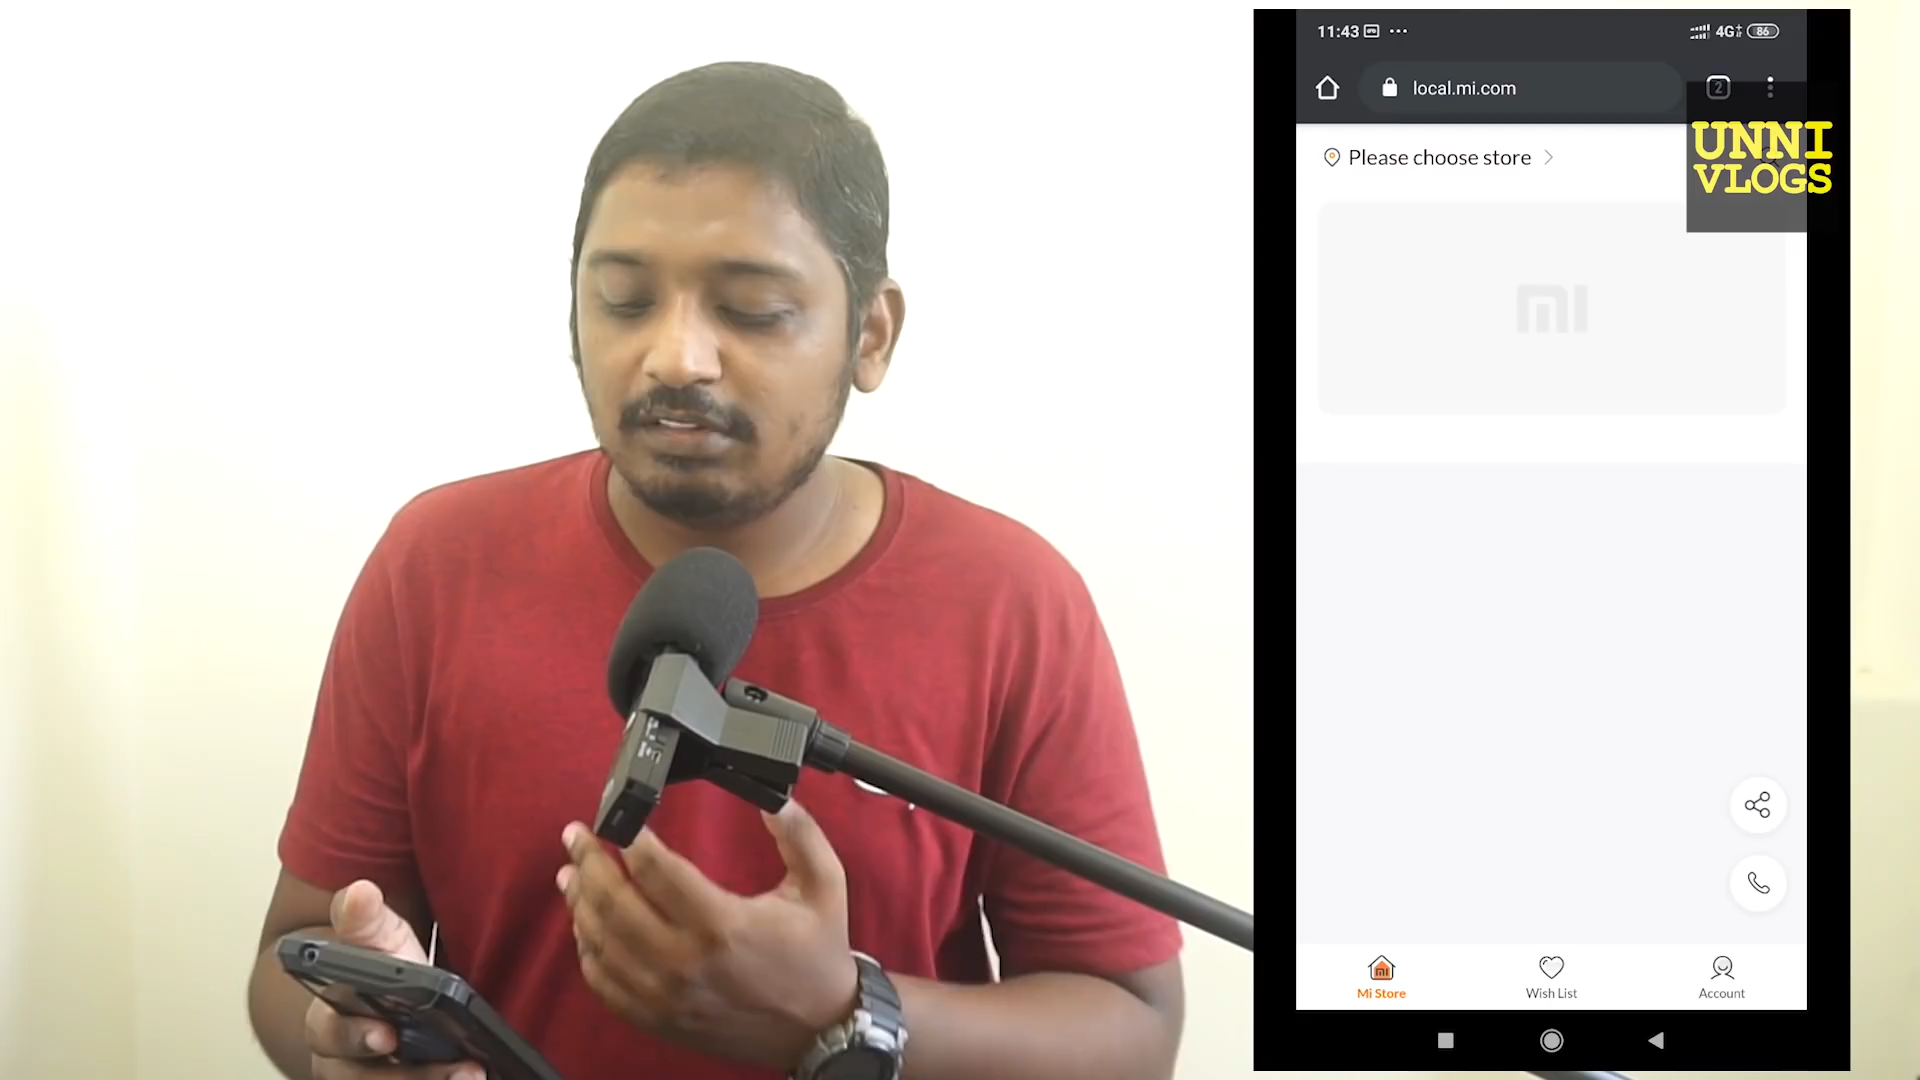 11:43
4G+
86
local.mi.com
2
Please choose store
UNNI
VLOGS
mi
Mi Store
Wish List
Account